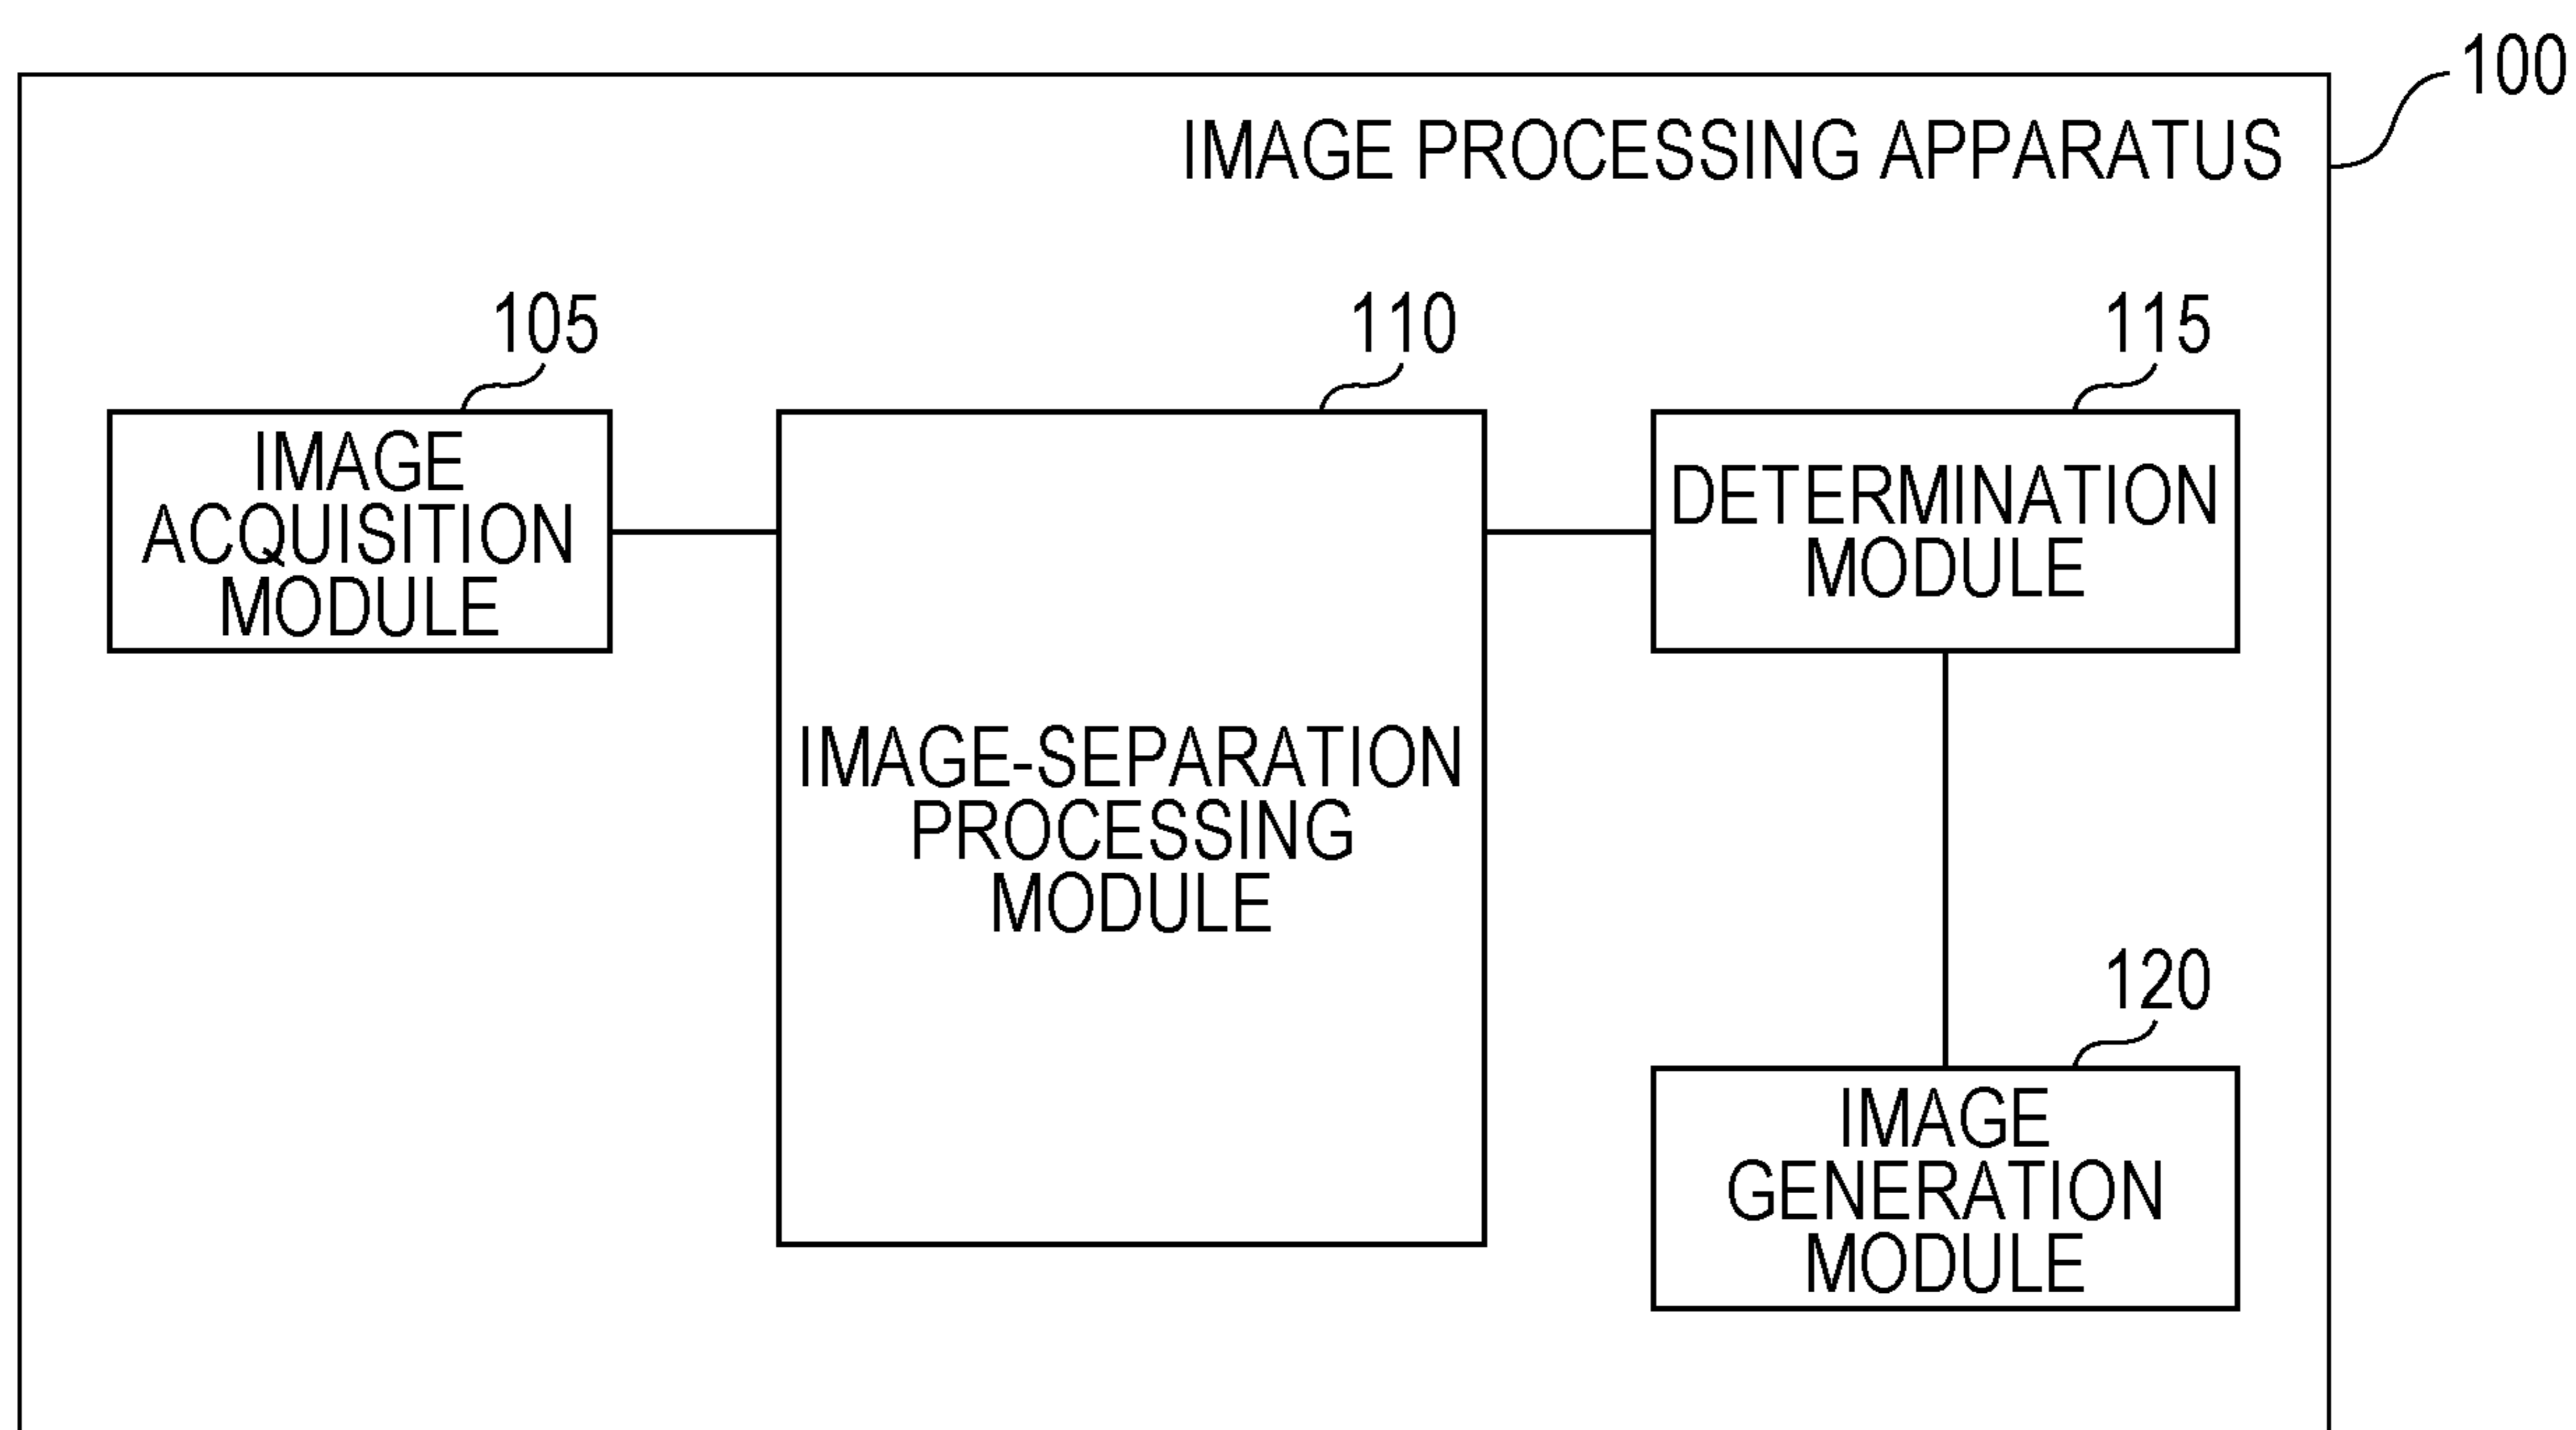 100
IMAGE PROCESSING APPARATUS
105
110
115
IMAGE
ACQUISITION
MODULE
IMAGE-SEPARATION
PROCESSING
MODULE
DETERMINATION
MODULE
120
IMAGE
GENERATION
MODULE